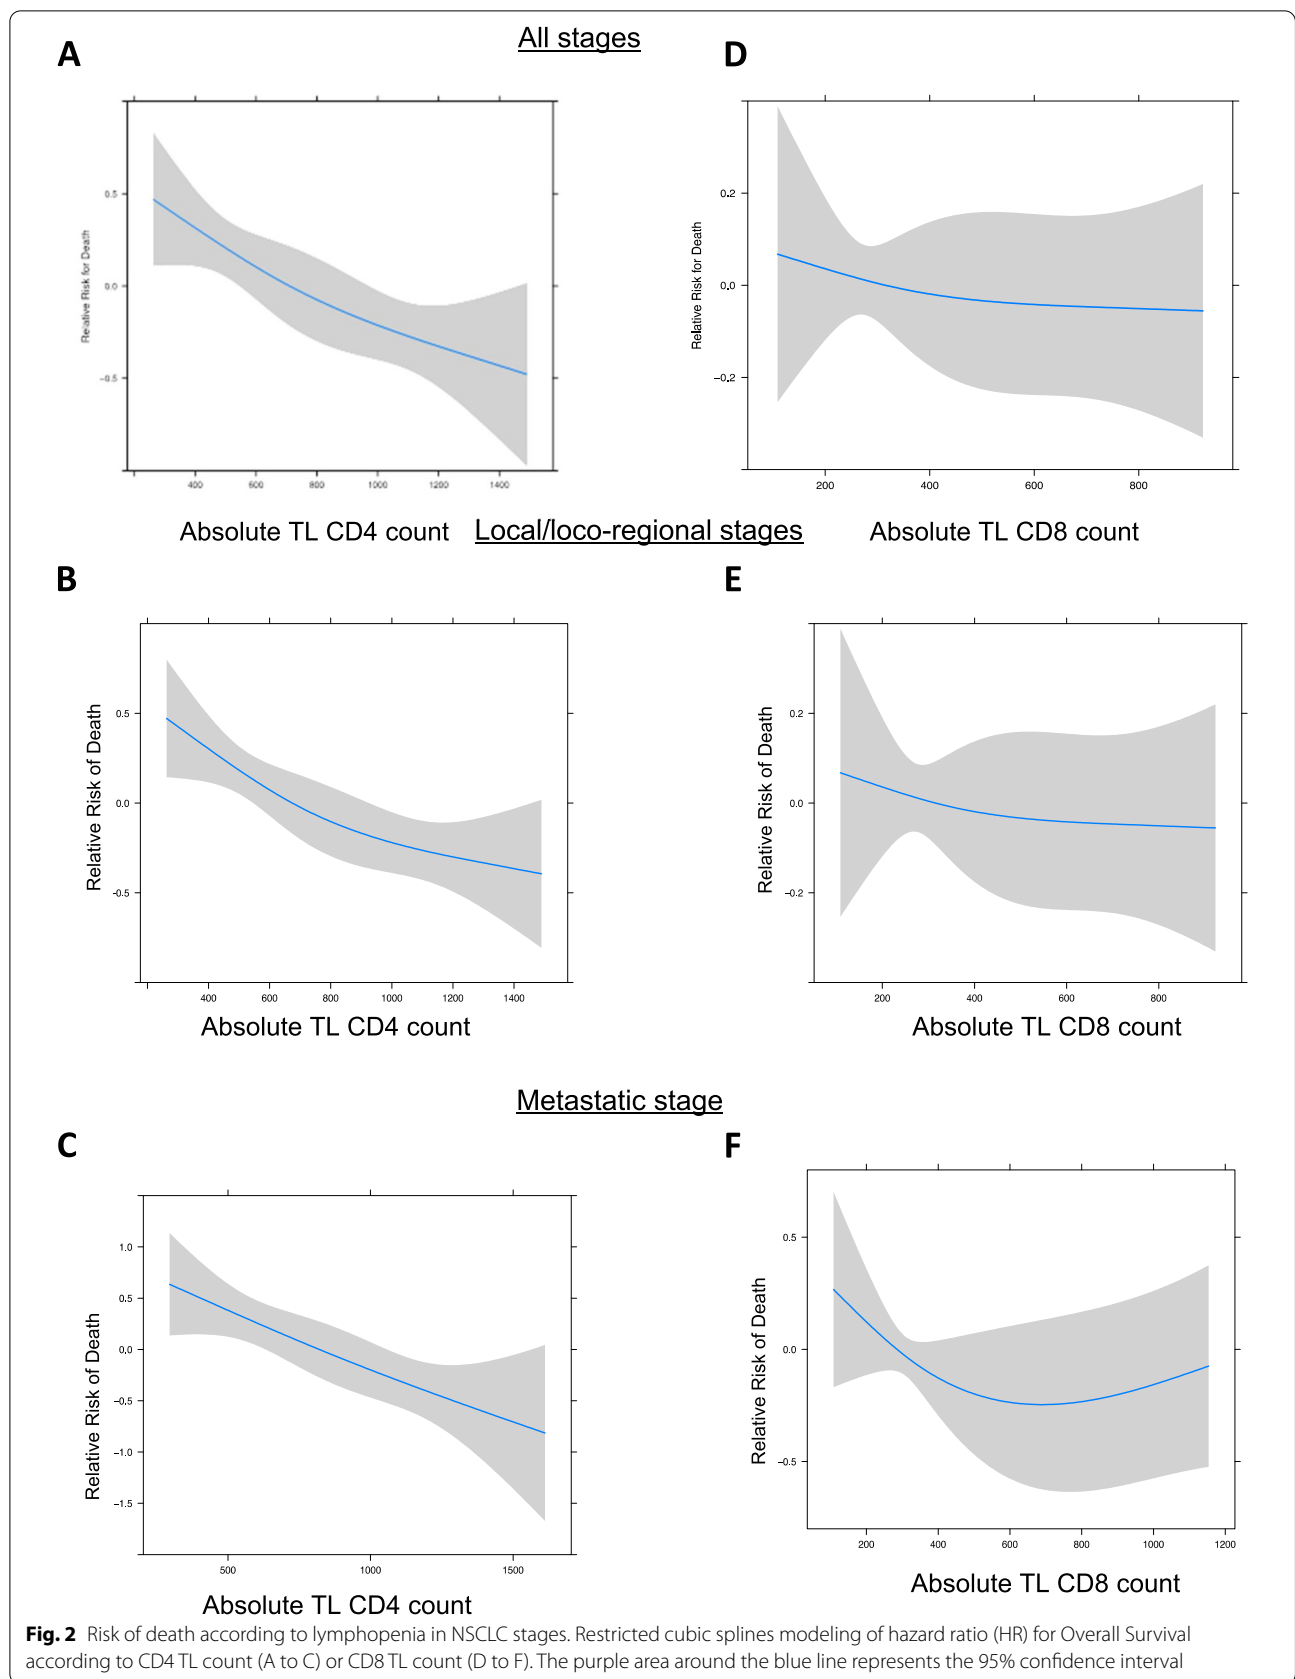 All stages
A
D
0.5
0.0
−0.5
Relative Risk for Death
400 600 800 1000 1200 1400
Absolute TL CD4 count
0.2
0.0
−0.2
Relative Risk for Death
200 400 600 800
Absolute TL CD8 count
Local/loco-regional stages
B
E
0.5
0.0
−0.5
Relative Risk of Death
400 600 800 1000 1200 1400
Absolute TL CD4 count
0.2
0.0
−0.2
Relative Risk of Death
200 400 600 800
Absolute TL CD8 count
Metastatic stage
C
F
1.0
0.5
0.0
−0.5
−1.0
−1.5
Relative Risk of Death
500 1000 1500
Absolute TL CD4 count
0.5
0.0
−0.5
Relative Risk of Death
200 400 600 800 1000 1200
Absolute TL CD8 count
Fig. 2 Risk of death according to lymphopenia in NSCLC stages. Restricted cubic splines modeling of hazard ratio (HR) for Overall Survival
according to CD4 TL count (A to C) or CD8 TL count (D to F). The purple area around the blue line represents the 95% confidence interval